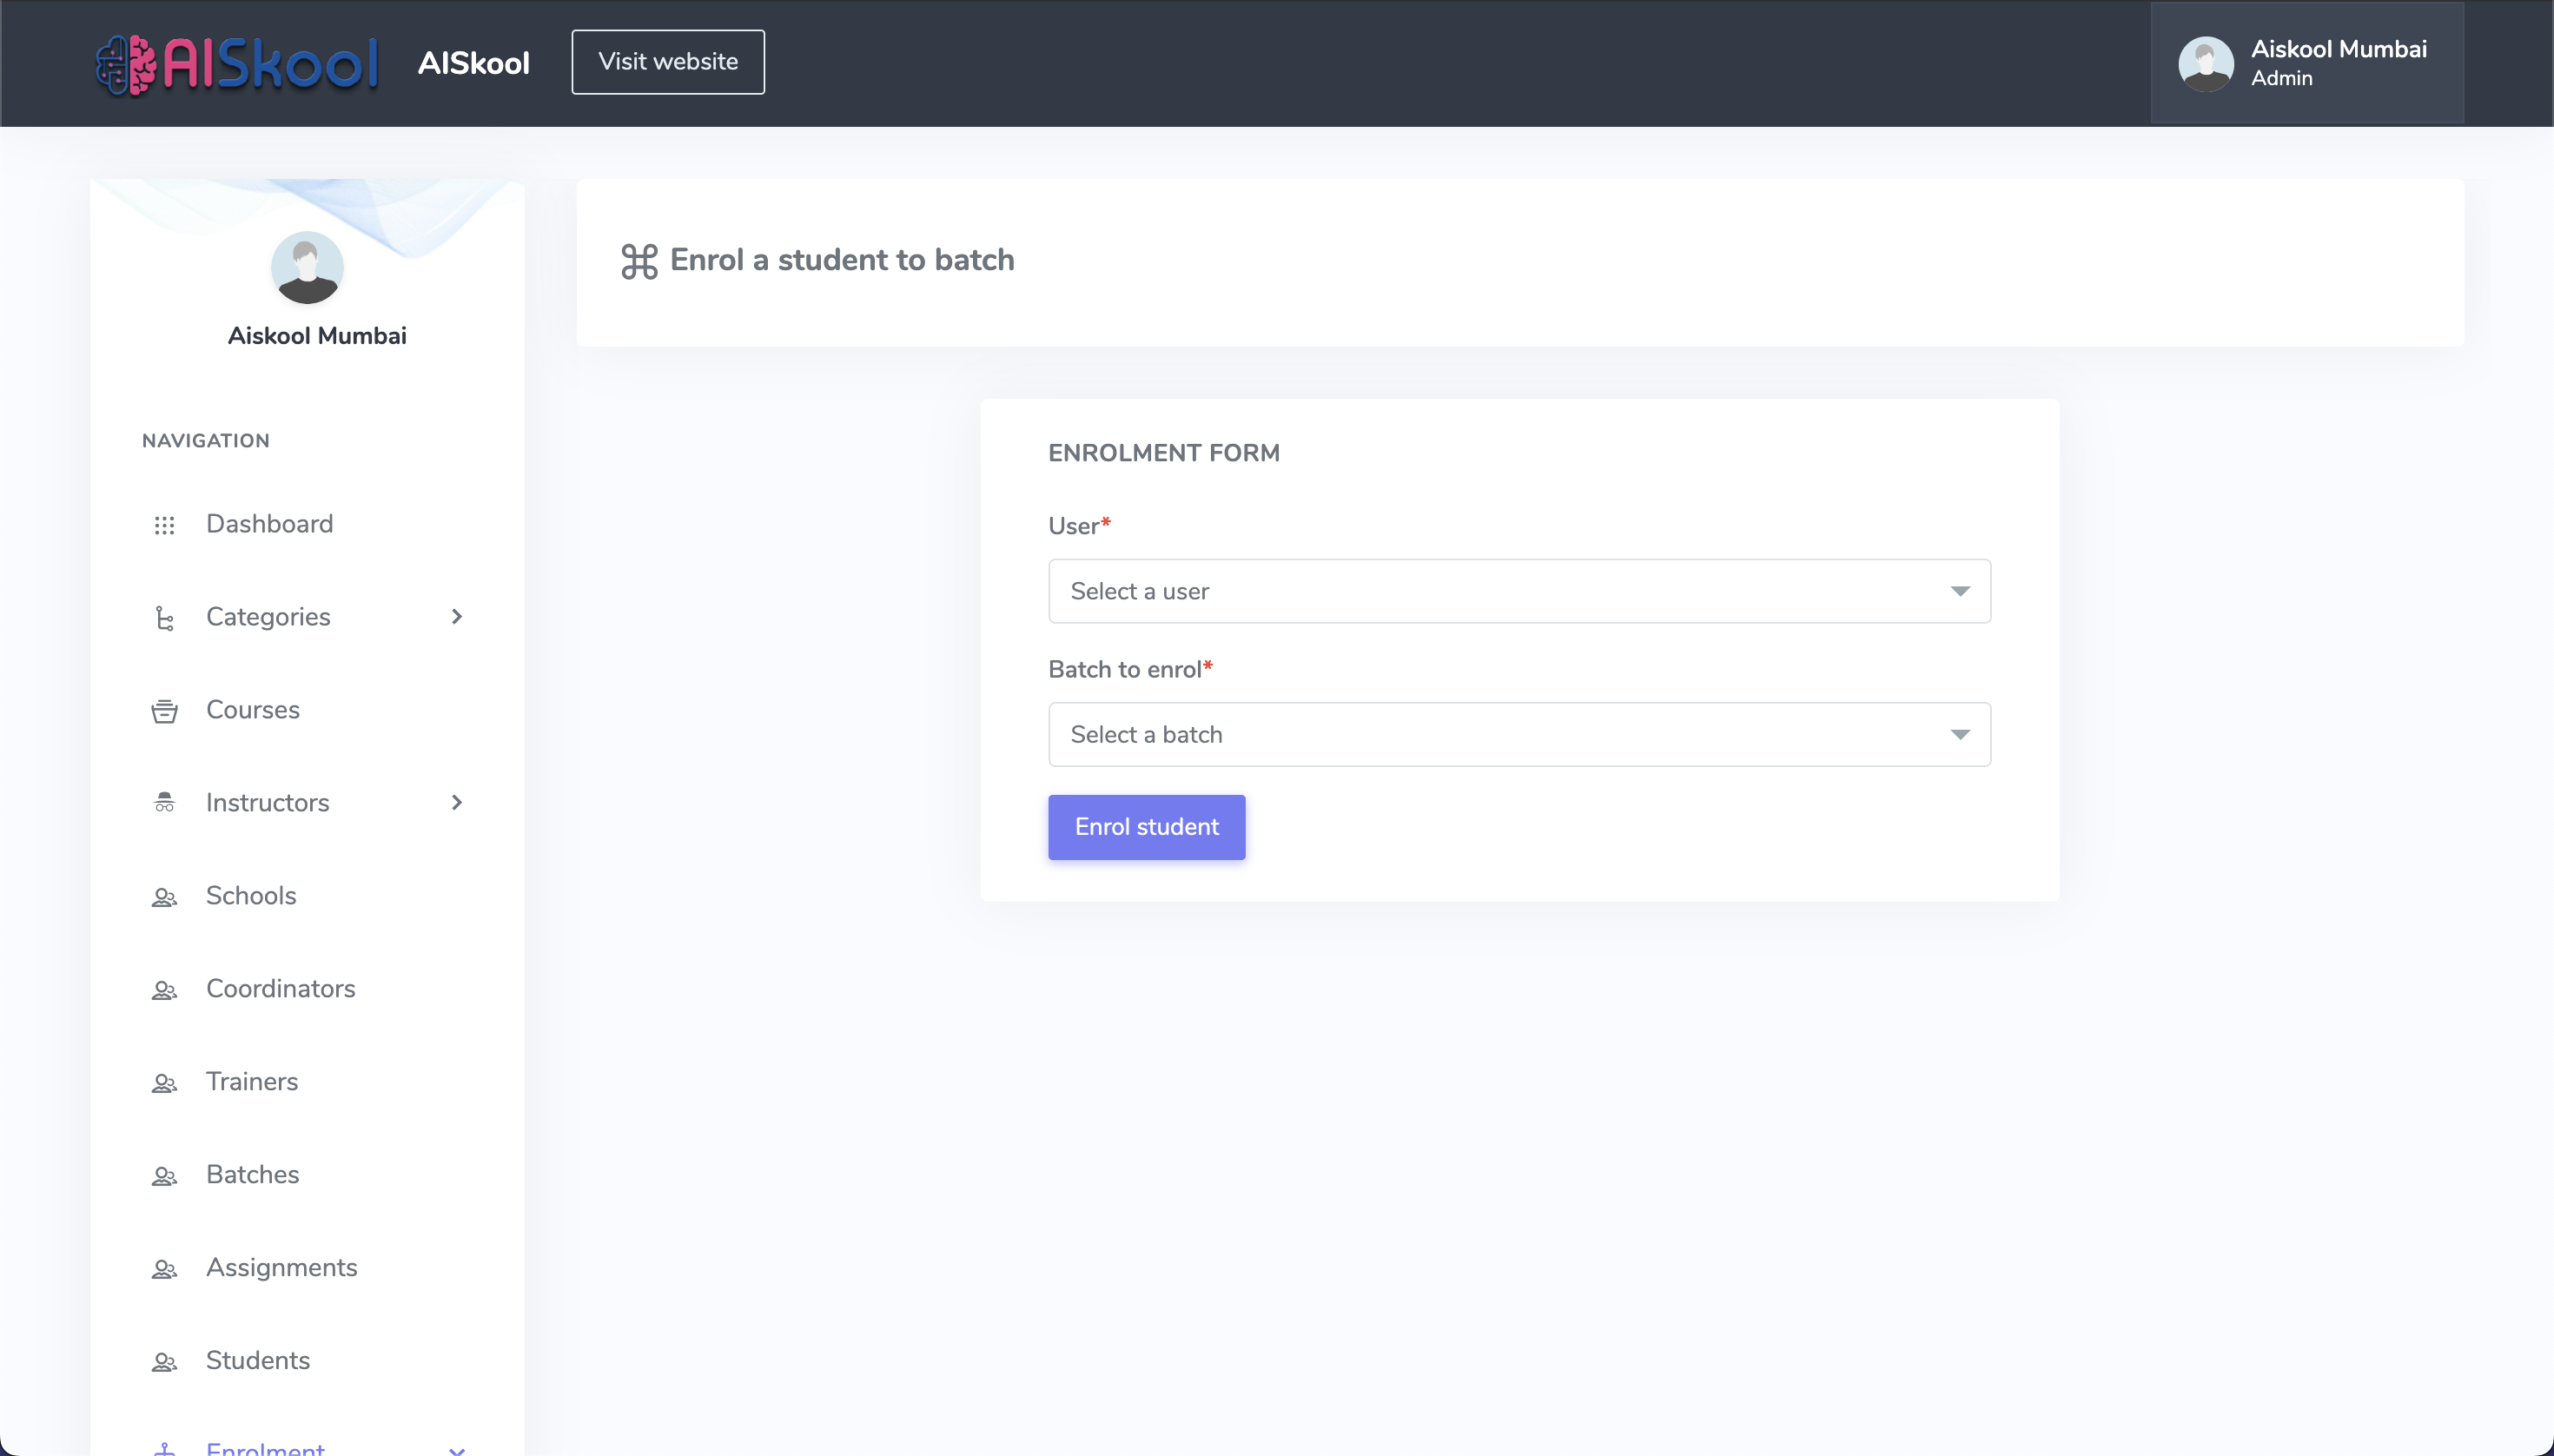 AISkool
AISkool
Visit website
Aiskool Mumbai
Admin
Aiskool Mumbai
NAVIGATION
Dashboard
Categories
Courses
Instructors
Schools
Coordinators
Trainers
Batches
Assignments
Students
Enrolment
Enrol a student to batch
ENROLMENT FORM
User*
Select a user
Batch to enrol*
Select a batch
Enrol student